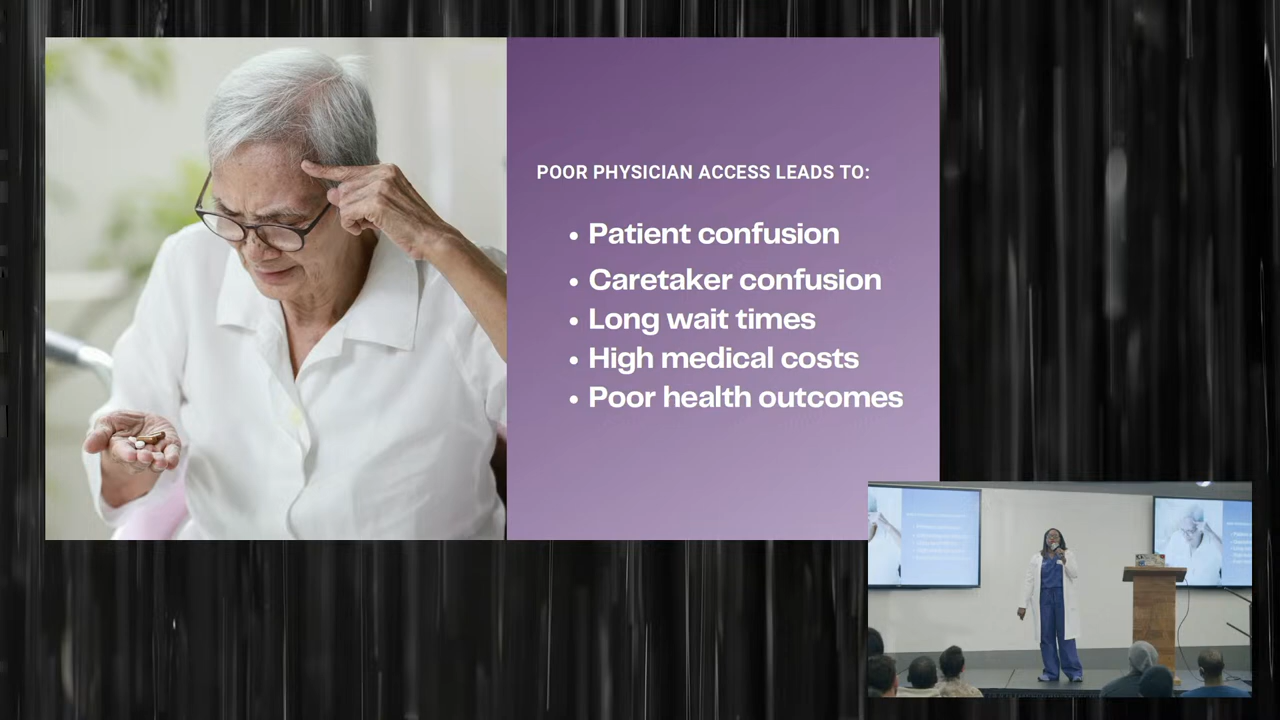 POOR PHYSICIAN ACCESS LEADS TO:
• Patient confusion
• Caretaker confusion
• Long wait times
• High medical costs
• Poor health outcomes